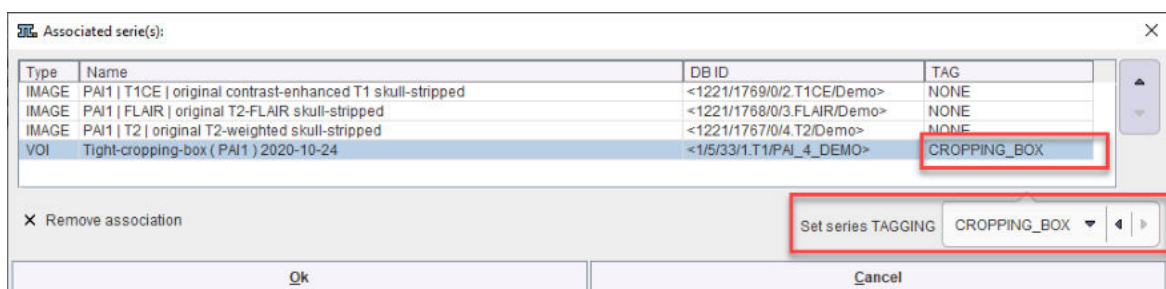 Associated serie(s):
Type Name DB ID TAG
IMAGE PAI1 | T1CE | original contrast-enhanced T1 skull-stripped <1221/1769/0/2.T1CE/Demo> NONE
IMAGE PAI1 | FLAIR | original T2-FLAIR skull-stripped <1221/1768/0/3.FLAIR/Demo> NONE
IMAGE PAI1 | T2 | original T2-weighted skull-stripped <1221/1767/0/4.T2/Demo> NONE
VOI Tight-cropping-box ( PAI1 ) 2020-10-24 <1/5/33/1.T1/PAI_4_DEMO> CROPPING_BOX
Remove association
Set series TAGGING CROPPING_BOX
Ok Cancel